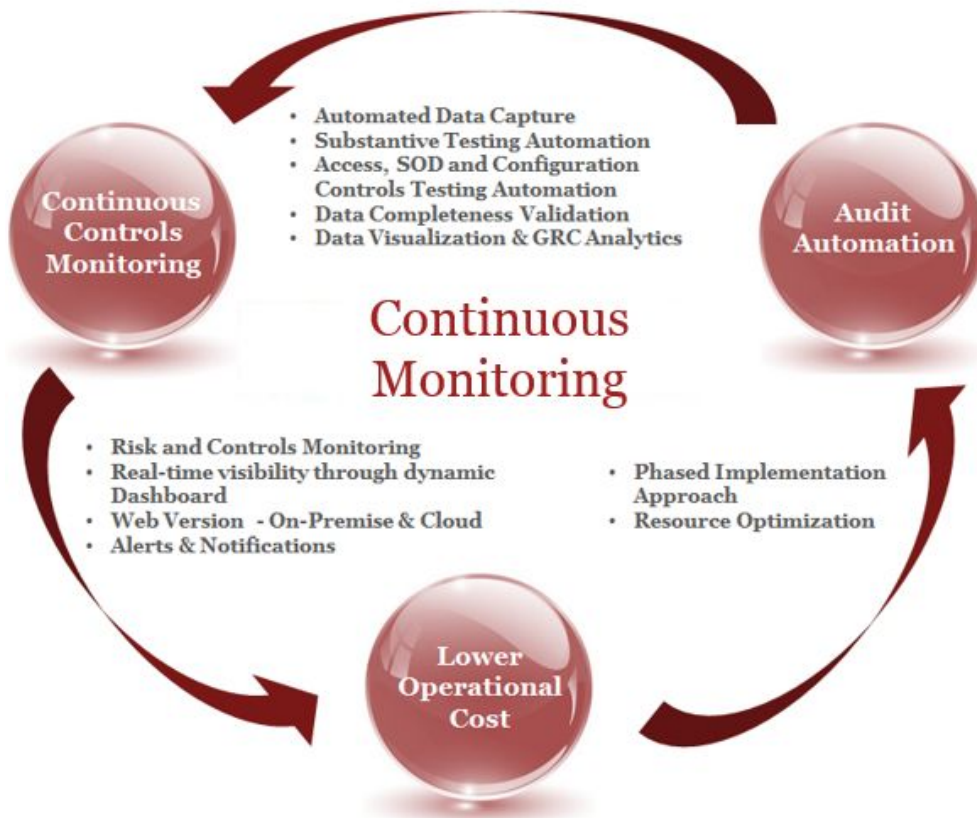 • Automated Data Capture
• Substantive Testing Automation
• Access, SOD and Configuration
Controls Testing Automation
• Data Completeness Validation
• Data Visualization & GRC Analytics
Continuous
Controls
Monitoring
Audit
Automation
Continuous
Monitoring
• Risk and Controls Monitoring
• Real-time visibility through dynamic
Dashboard
• Web Version - On-Premise & Cloud
• Alerts & Notifications
• Phased Implementation
Approach
• Resource Optimization
Lower
Operational
Cost